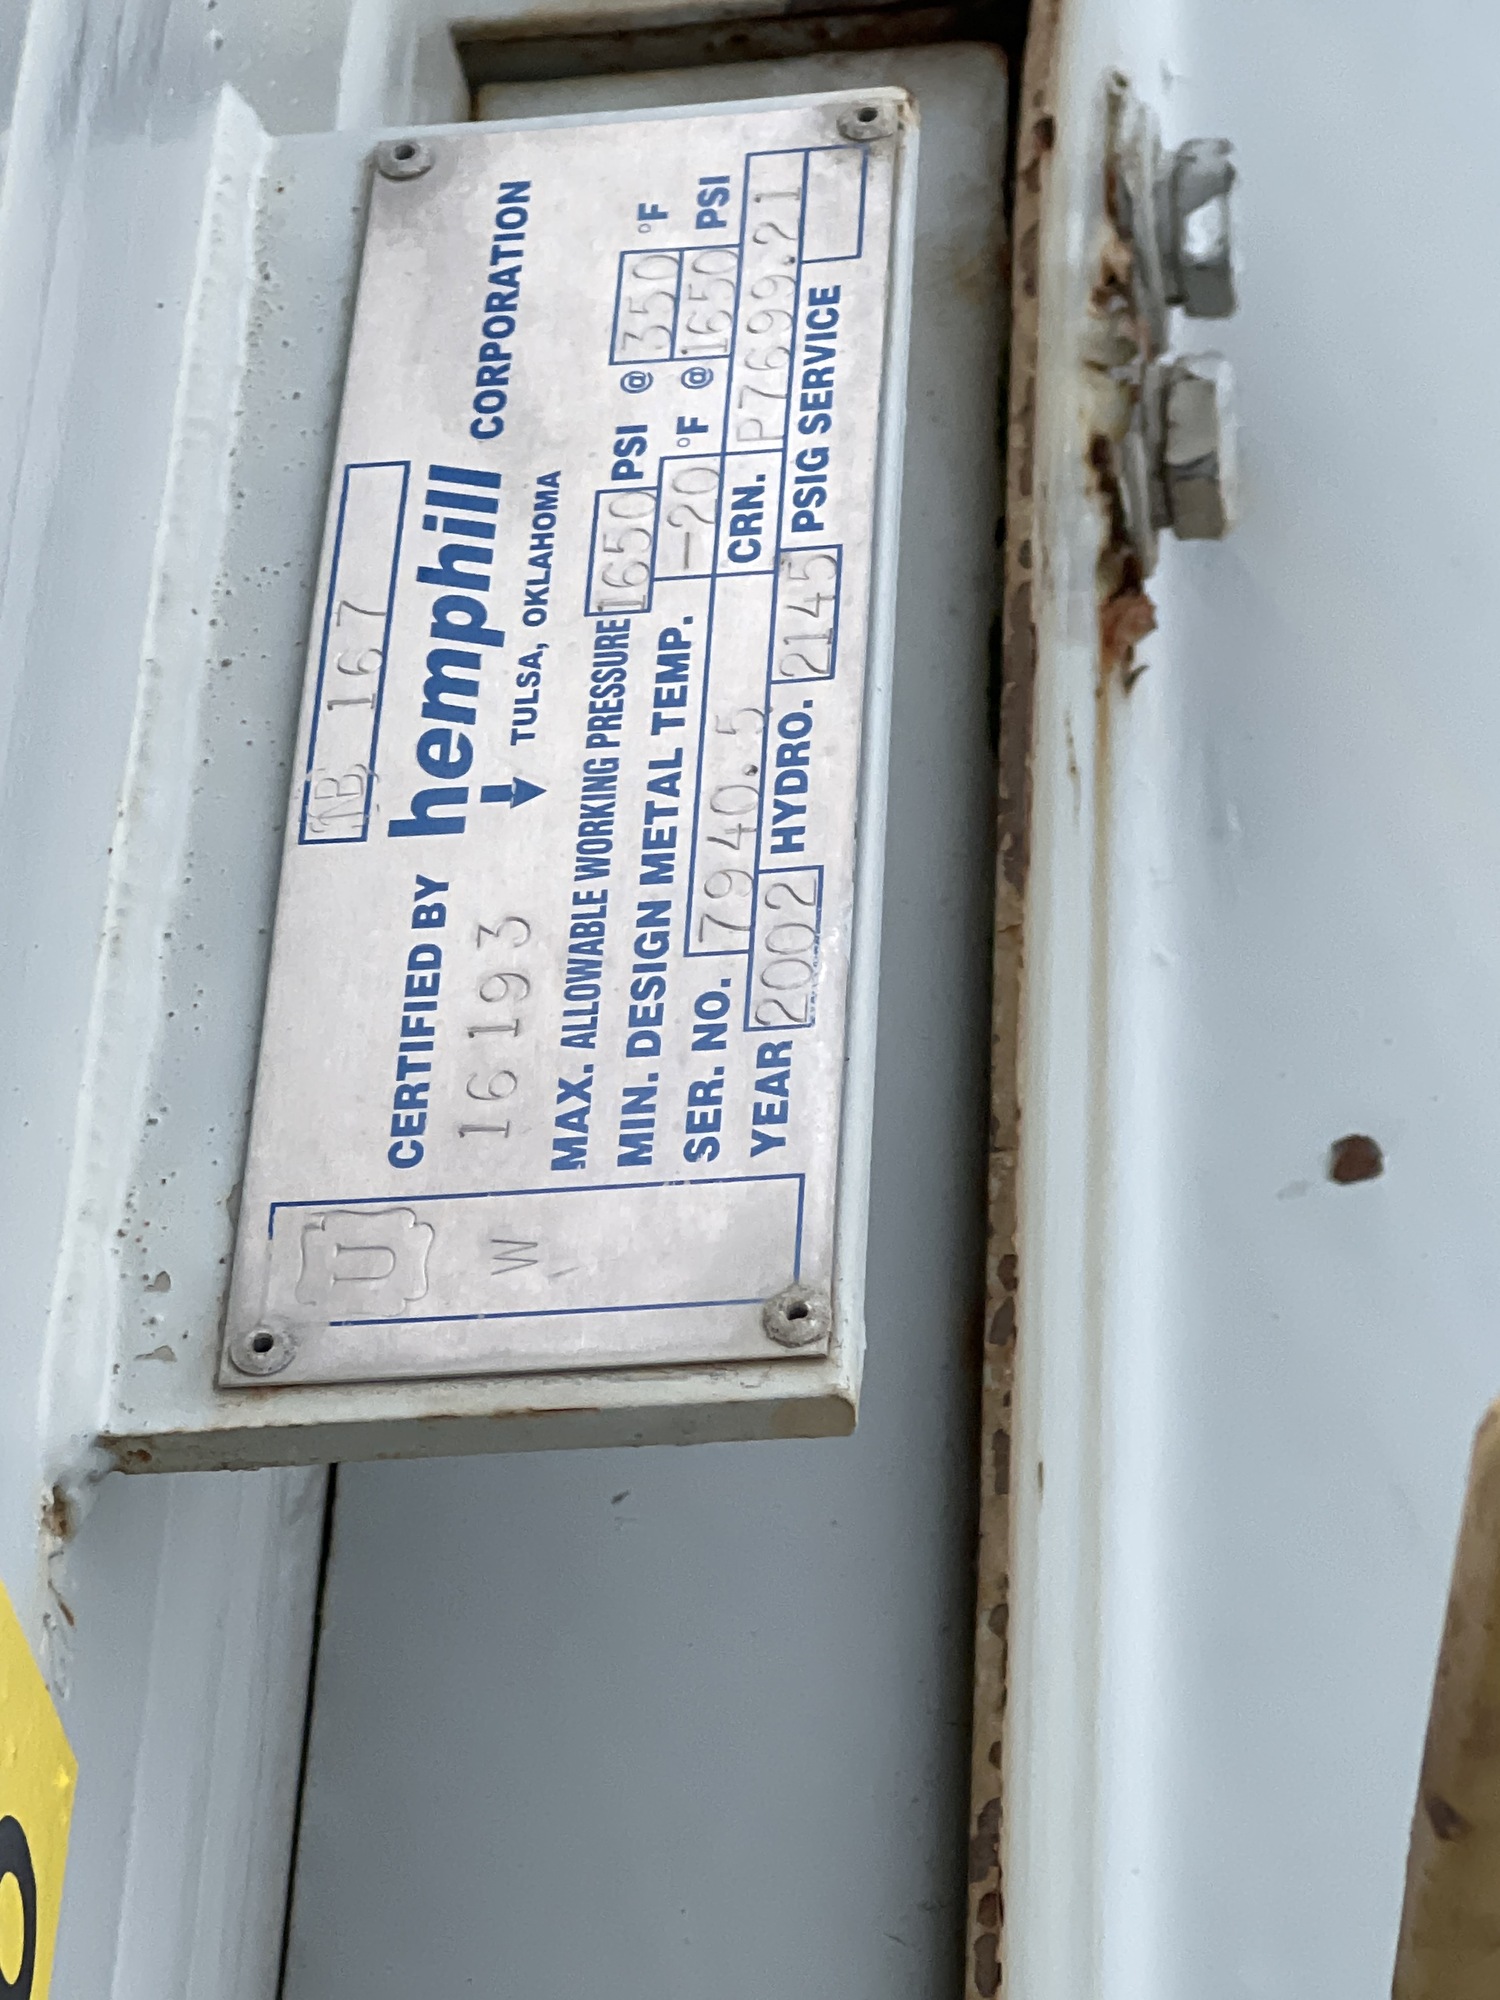 NB 167
CERTIFIED BY hemphill CORPORATION
TULSA, OKLAHOMA
16193
U
W
MAX. ALLOWABLE WORKING PRESSURE 1650 PSI @ 350 °F
MIN. DESIGN METAL TEMP. -20 °F @ 1650 PSI
SER. NO. 7940.5 CRN. P7699.21
YEAR 2002 HYDRO. 2145 PSIG SERVICE